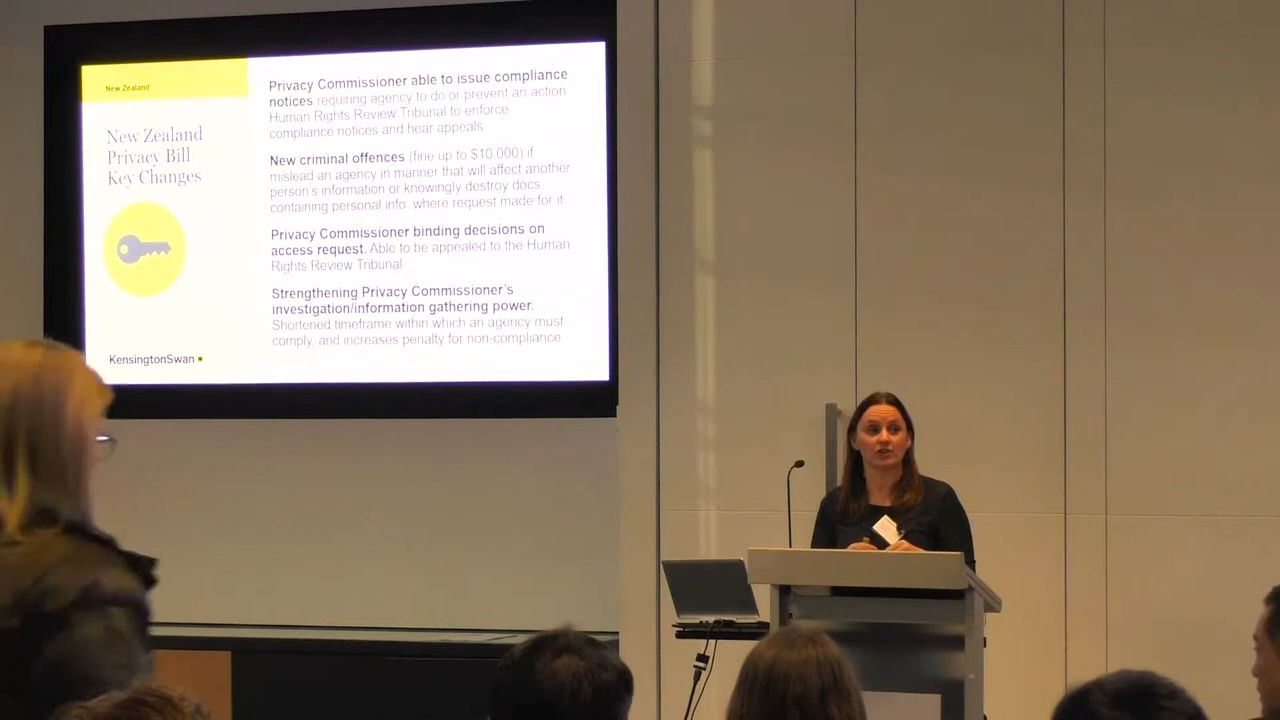 New Zealand
New Zealand
Privacy Bill
Key Changes
KensingtonSwan
Privacy Commissioner able to issue compliance
notices requiring agency to do or prevent an action
Human Rights Review Tribunal to enforce
compliance notices and hear appeals
New criminal offences (fine up to $10,000) if
mislead an agency in manner that will affect another
person's information or knowingly destroy docs
containing personal info. where request made for it
Privacy Commissioner binding decisions on
access request. Able to be appealed to the Human
Rights Review Tribunal
Strengthening Privacy Commissioner's
investigation/information gathering power.
Shortened timeframe within which an agency must
comply, and increases penalty for non-compliance